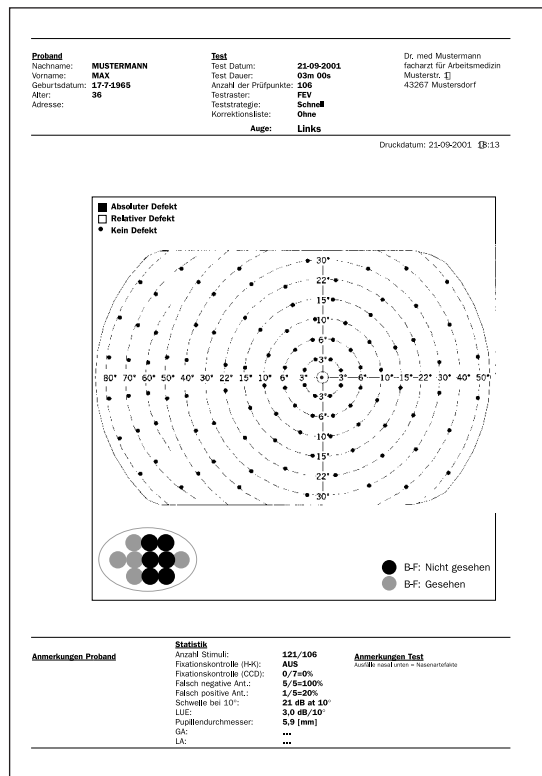 Proband
Nachname: MUSTERMANN
Vorname: MAX
Geburtsdatum: 17-7-1965
Alter: 36
Adresse:
Test
Test Datum: 21-09-2001
Test Dauer: 03m 00s
Anzahl der Prüfpunkte: 106
Testraster: FEV
Teststrategie: Schnell
Korrektionsliste: Ohne
Auge: Links
Dr. med Mustermann
facharzt für Arbeitsmedizin
Musterstr.
43267 Mustersdorf
Druckdatum: 21-09-2001
Absoluter Defekt
Relativer Defekt
Kein Defekt
30°
22°
15°
10°
6°
3°
80° 70° 60° 50° 40° 30° 22° 15° 10° 6° 3° 3° 6° 10° 15° 22° 30° 40° 50°
3°
6°
10°
15°
22°
30°
B-F: Nicht gesehen
B-F: Gesehen
Anmerkungen Proband
Statistik
Anzahl Stimuli: 121/106
Fixationskontrolle (H-K): AUS
Fixationskontrolle (CCD): 0/7=0%
Falsch negative Ant.: 5/5=100%
Falsch positive Ant.: 1/5=20%
Schwelle bei 10°: 21 dB at 10°
LUE: 3,0 dB/10°
Pupillendurchmesser: 5,9 [mm]
GA: ...
LA: ...
Anmerkungen Test
Ausfälle nasal unten = Nasenartefakte